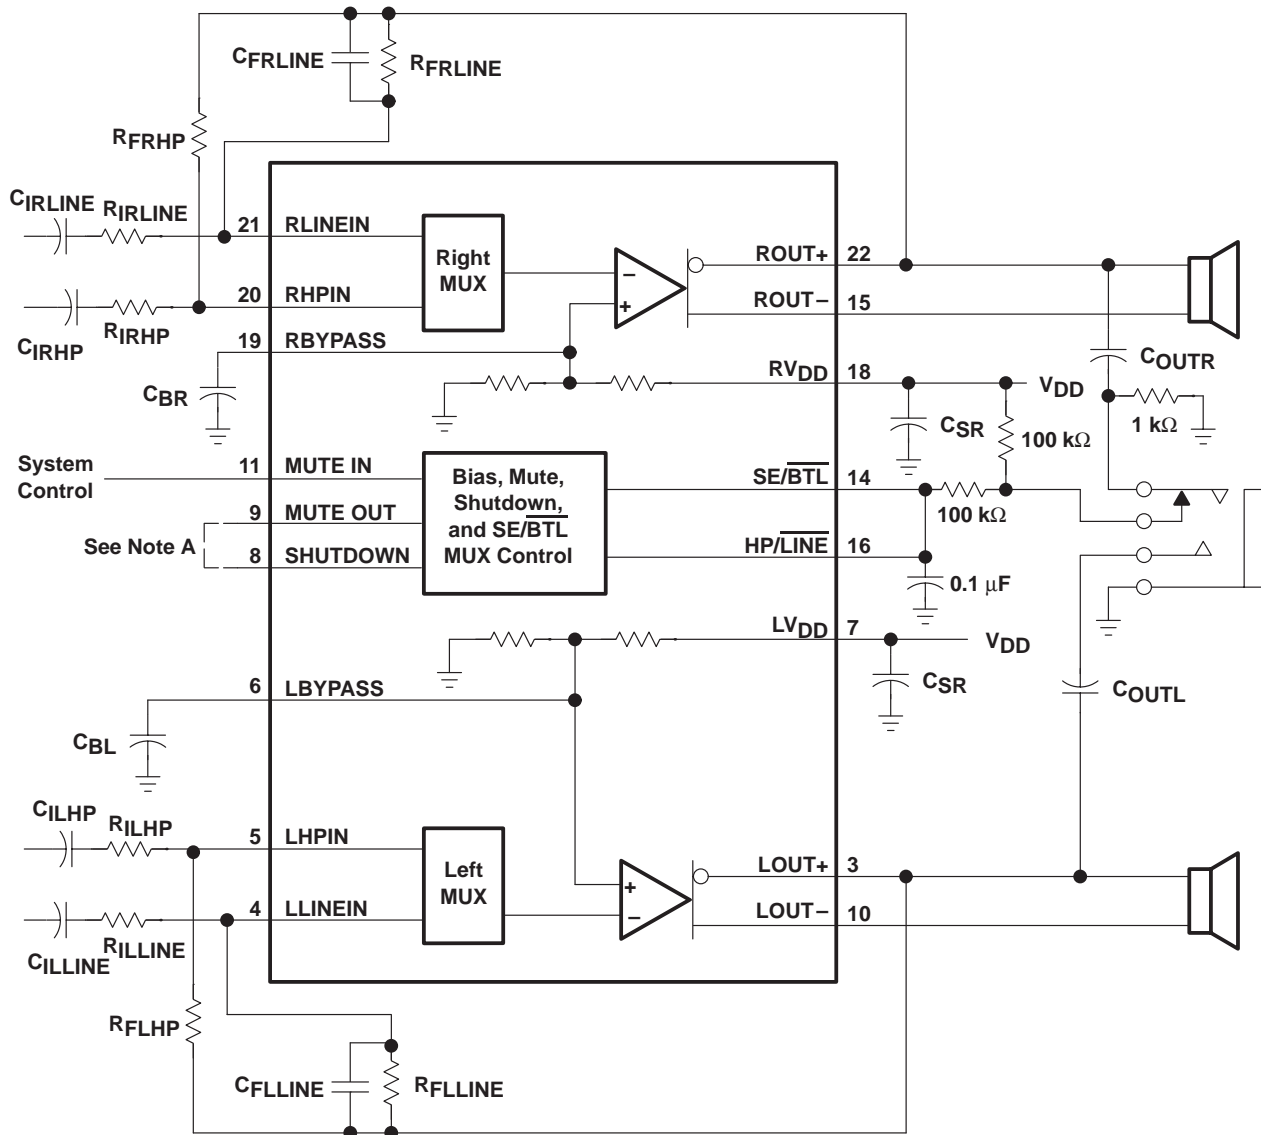 CFRLINE
RFRLINE
RFRHP
CIRLINE
RIRLINE
21
RLINEIN
Right
MUX
−
+
ROUT+
22
ROUT−
15
20
RHPIN
CIRHP
RIRHP
19
RBYPASS
CBR
COUTR
RVDD
18
VDD
CSR
100 kΩ
1 kΩ
System
Control
11
MUTE IN
9
MUTE OUT
See Note A
8
SHUTDOWN
Bias, Mute,
Shutdown,
and SE/BTL
MUX Control
SE/BTL
14
100 kΩ
HP/LINE
16
0.1 μF
LVDD
7
VDD
CSR
COUTL
6
LBYPASS
CBL
CILHP
RILHP
5
LHPIN
Left
MUX
+
−
LOUT+
3
LOUT−
10
4
LLINEIN
CILLINE
RILLINE
RFLHP
CFLLINE
RFLLINE